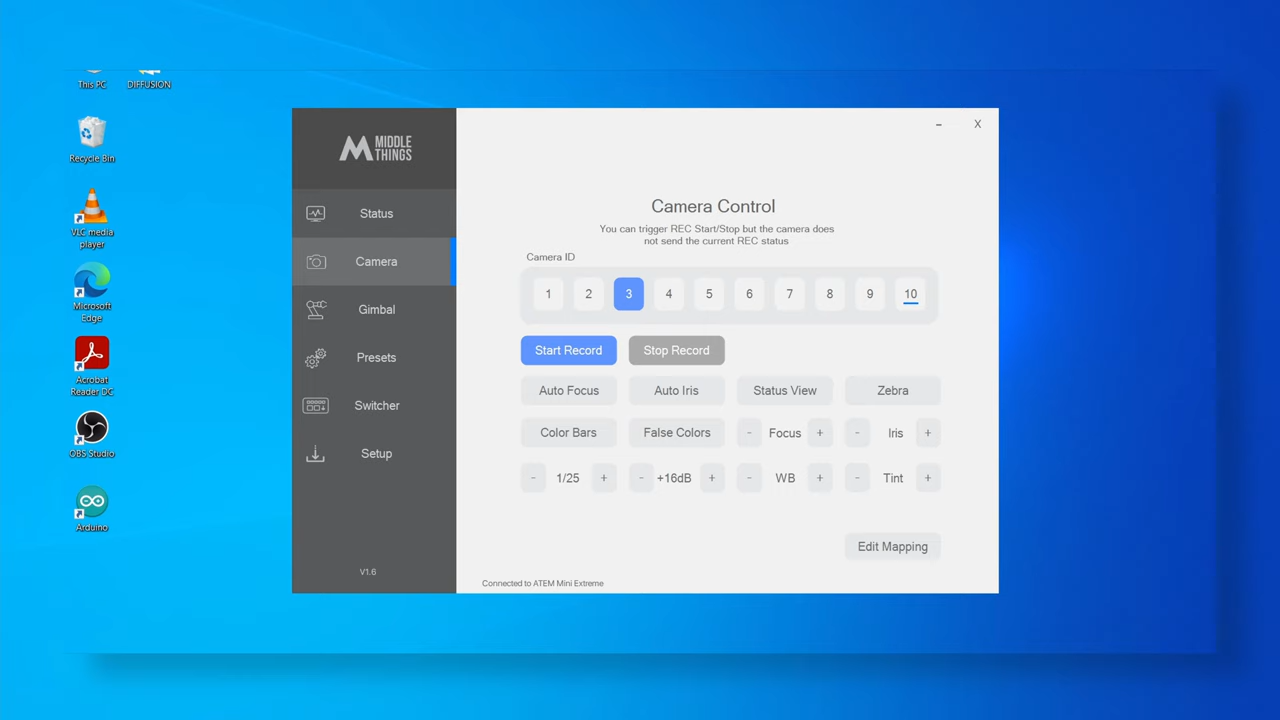 This PC
DIFFUSION
Recycle Bin
VLC media
player
Microsoft
Edge
Acrobat
Reader DC
OBS Studio
Arduino
MIDDLE
THINGS
Status
Camera
Gimbal
Presets
Switcher
Setup
V1.6
– X
Camera Control
You can trigger REC Start/Stop but the camera does
not send the current REC status
Camera ID
1 2 3 4 5 6 7 8 9 10
Start Record Stop Record
Auto Focus Auto Iris Status View Zebra
Color Bars False Colors - Focus + - Iris +
- 1/25 + - +16dB + - WB + - Tint +
Edit Mapping
Connected to ATEM Mini Extreme